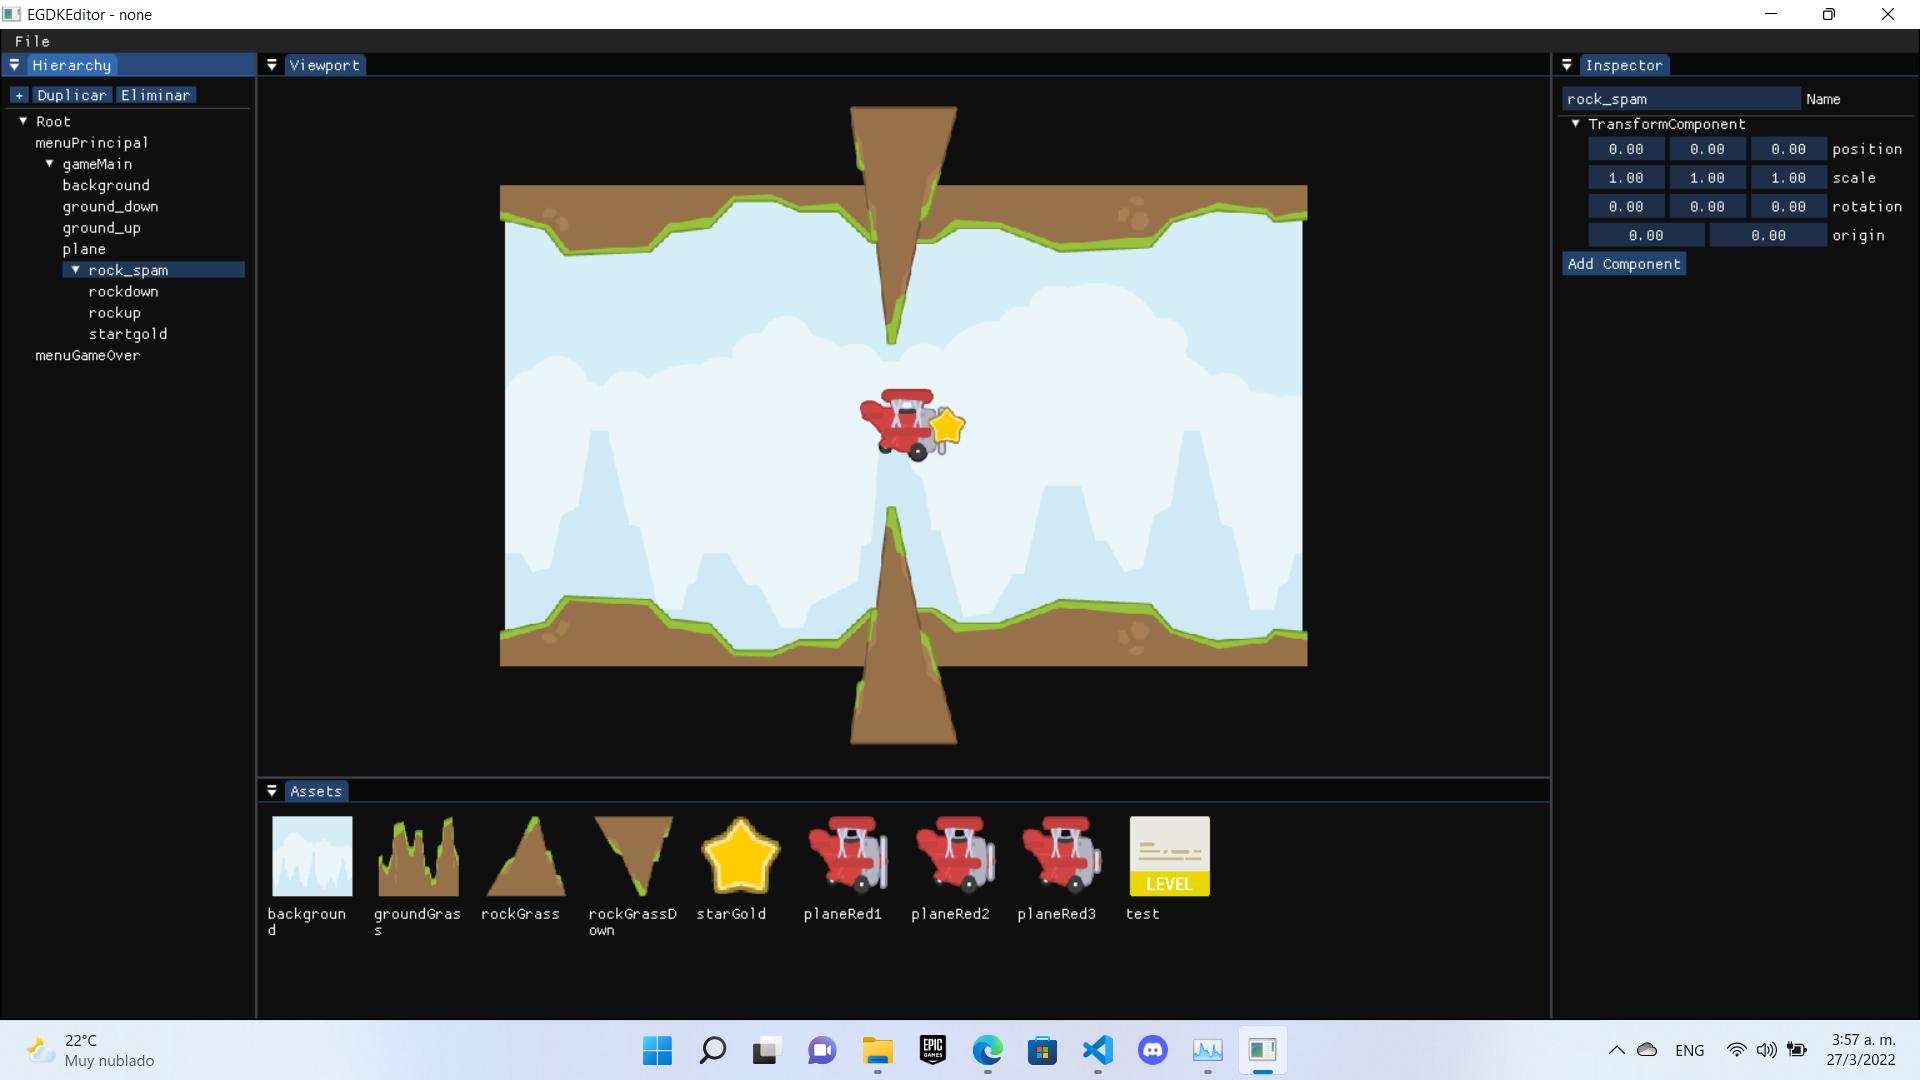 EGDKEditor - none
File
Hierarchy
+ Duplicar Eliminar
Root
menuPrincipal
gameMain
background
ground_down
ground_up
plane
rock_spam
rockdown
rockup
startgold
menuGameOver
Viewport
Inspector
rock_spam Name
TransformComponent
0.00 0.00 0.00 position
1.00 1.00 1.00 scale
0.00 0.00 0.00 rotation
0.00 0.00 origin
Add Component
Assets
backgroun
d
groundGras
s
rockGrass
rockGrassD
own
starGold
planeRed1
planeRed2
planeRed3
LEVEL
test
22°C
Muy nublado
EPIC
GAMES
ENG
3:57 a. m.
27/3/2022